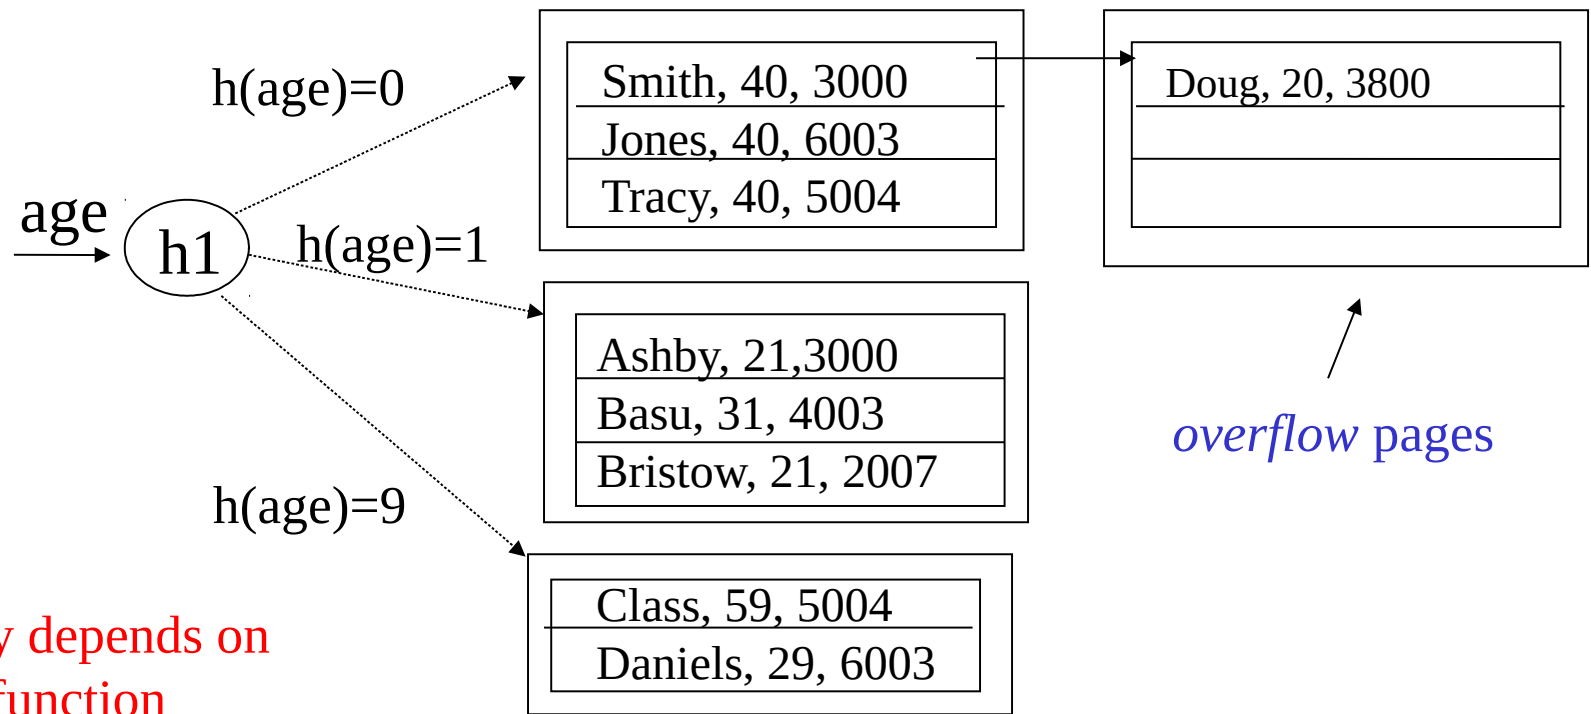 h(age)=0
Smith, 40, 3000
Jones, 40, 6003
Tracy, 40, 5004
Doug, 20, 3800
age
h1
h(age)=1
Ashby, 21,3000
Basu, 31, 4003
Bristow, 21, 2007
overflow pages
h(age)=9
Class, 59, 5004
Daniels, 29, 6003
depends on
function